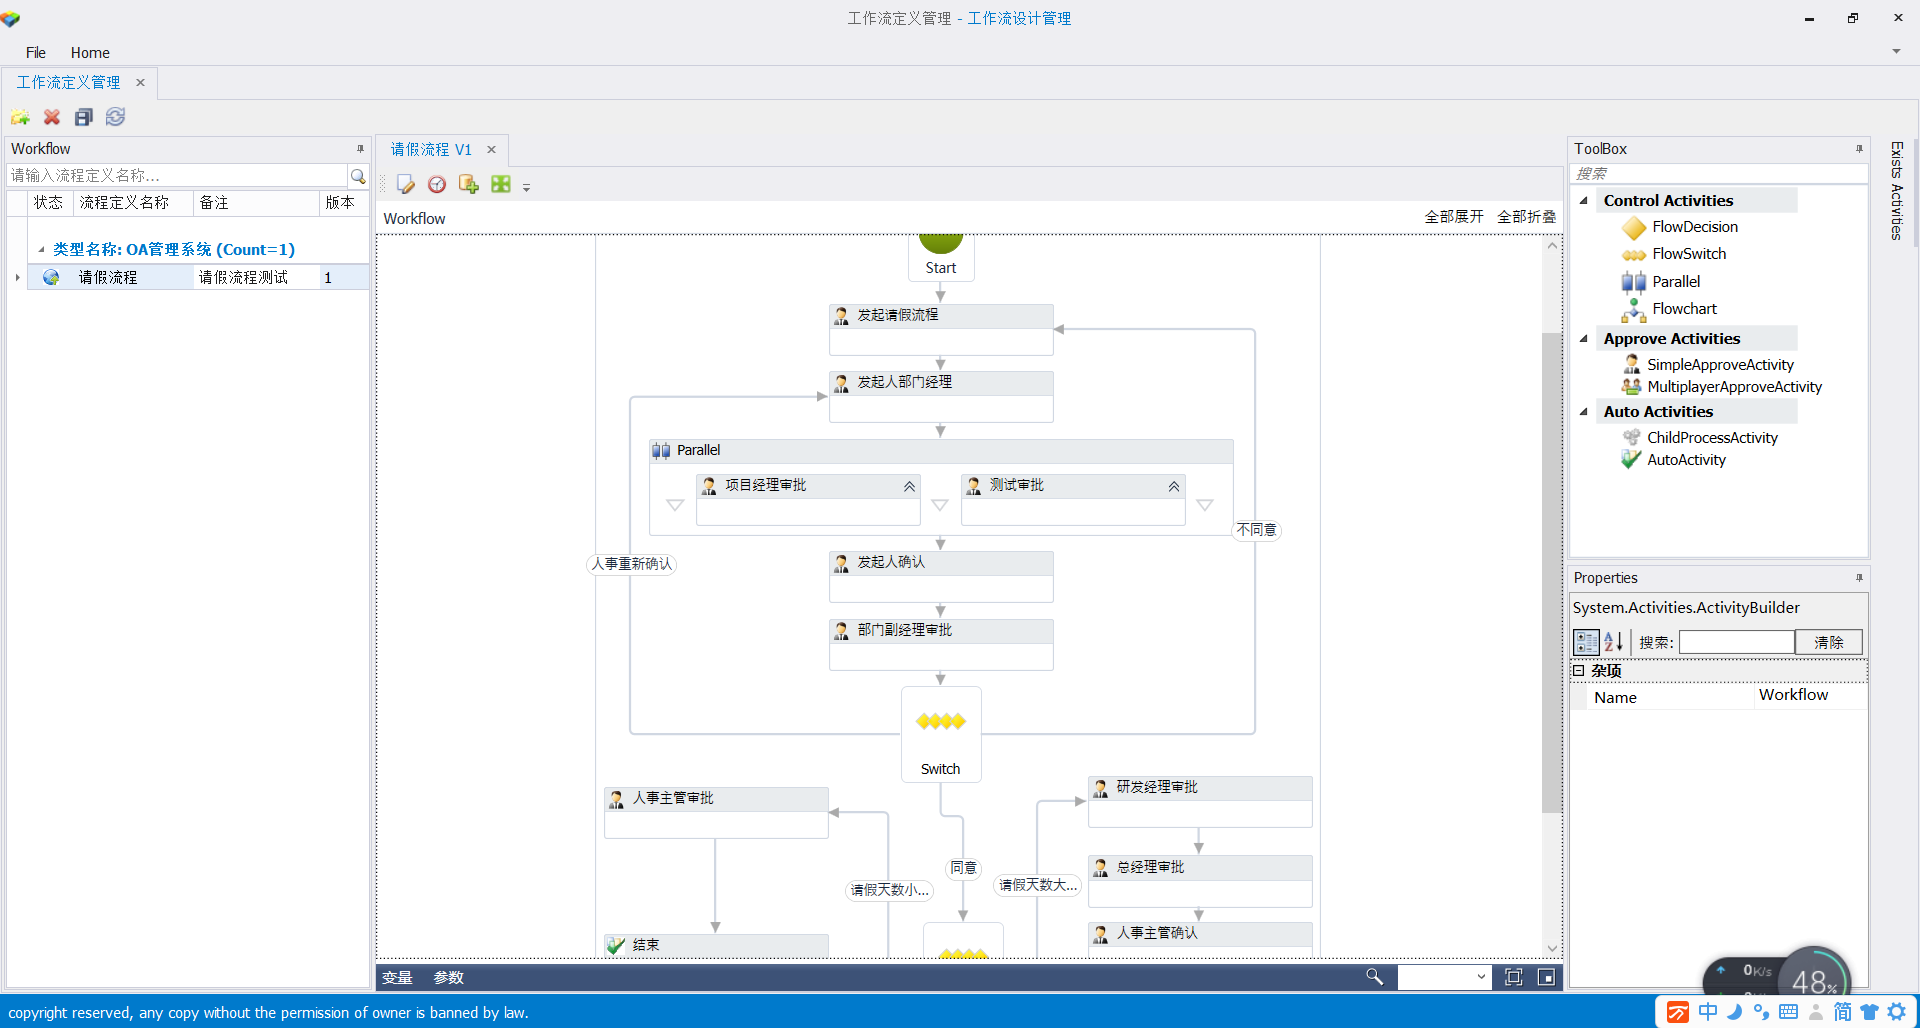 工作流定义管理 - 工作流设计管理
File Home
工作流定义管理
Workflow
请输入流程定义名称...
状态 流程定义名称 备注 版本
类型名称: OA管理系统 (Count=1)
请假流程 请假流程测试 1
请假流程 V1
Workflow 全部展开 全部折叠
Start
发起请假流程
发起人部门经理
Parallel
项目经理审批 测试审批
不同意
人事重新确认
发起人确认
部门副经理审批
Switch
人事主管审批 研发经理审批
同意
请假天数小... 请假天数大...
总经理审批
人事主管确认
结束
变量 参数
ToolBox
搜索
Control Activities
FlowDecision
FlowSwitch
Parallel
Flowchart
Approve Activities
SimpleApproveActivity
MultiplayerApproveActivity
Auto Activities
ChildProcessActivity
AutoActivity
Exists Activities
Properties
System.Activities.ActivityBuilder
搜索: 清除
杂项
Name Workflow
0K/s
48%
copyright reserved, any copy without the permission of owner is banned by law.
中 简